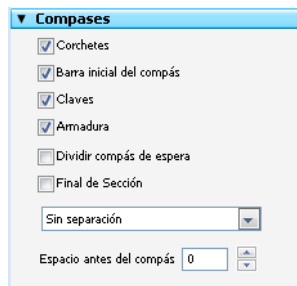 Compases
Corchetes
Barra inicial del compás
Claves
Armadura
Dividir compás de espera
Final de Sección
Sin separación
Espacio antes del compás 0